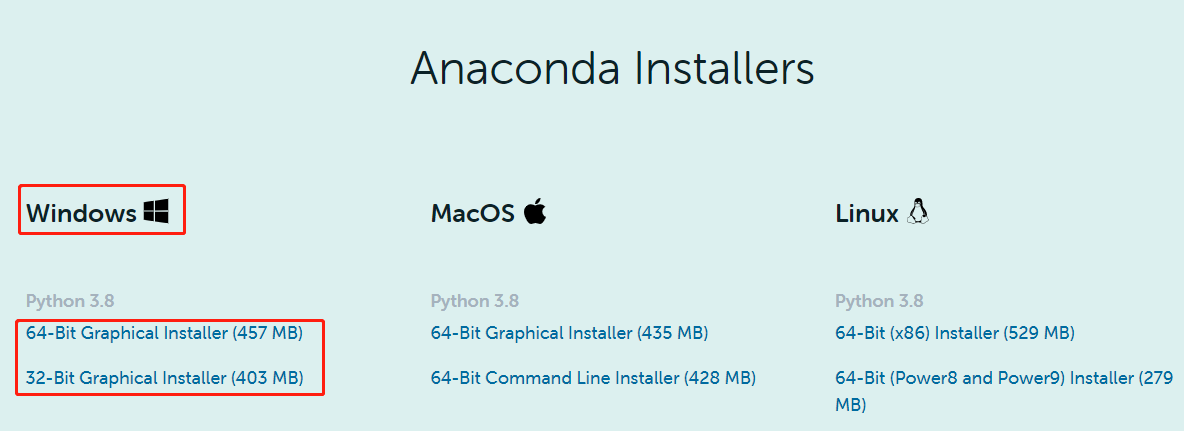 Anaconda Installers
Windows
MacOS
Linux
Python 3.8
64-Bit Graphical Installer (457 MB)
32-Bit Graphical Installer (403 MB)
Python 3.8
64-Bit Graphical Installer (435 MB)
64-Bit Command Line Installer (428 MB)
Python 3.8
64-Bit (x86) Installer (529 MB)
64-Bit (Power8 and Power9) Installer (279
MB)